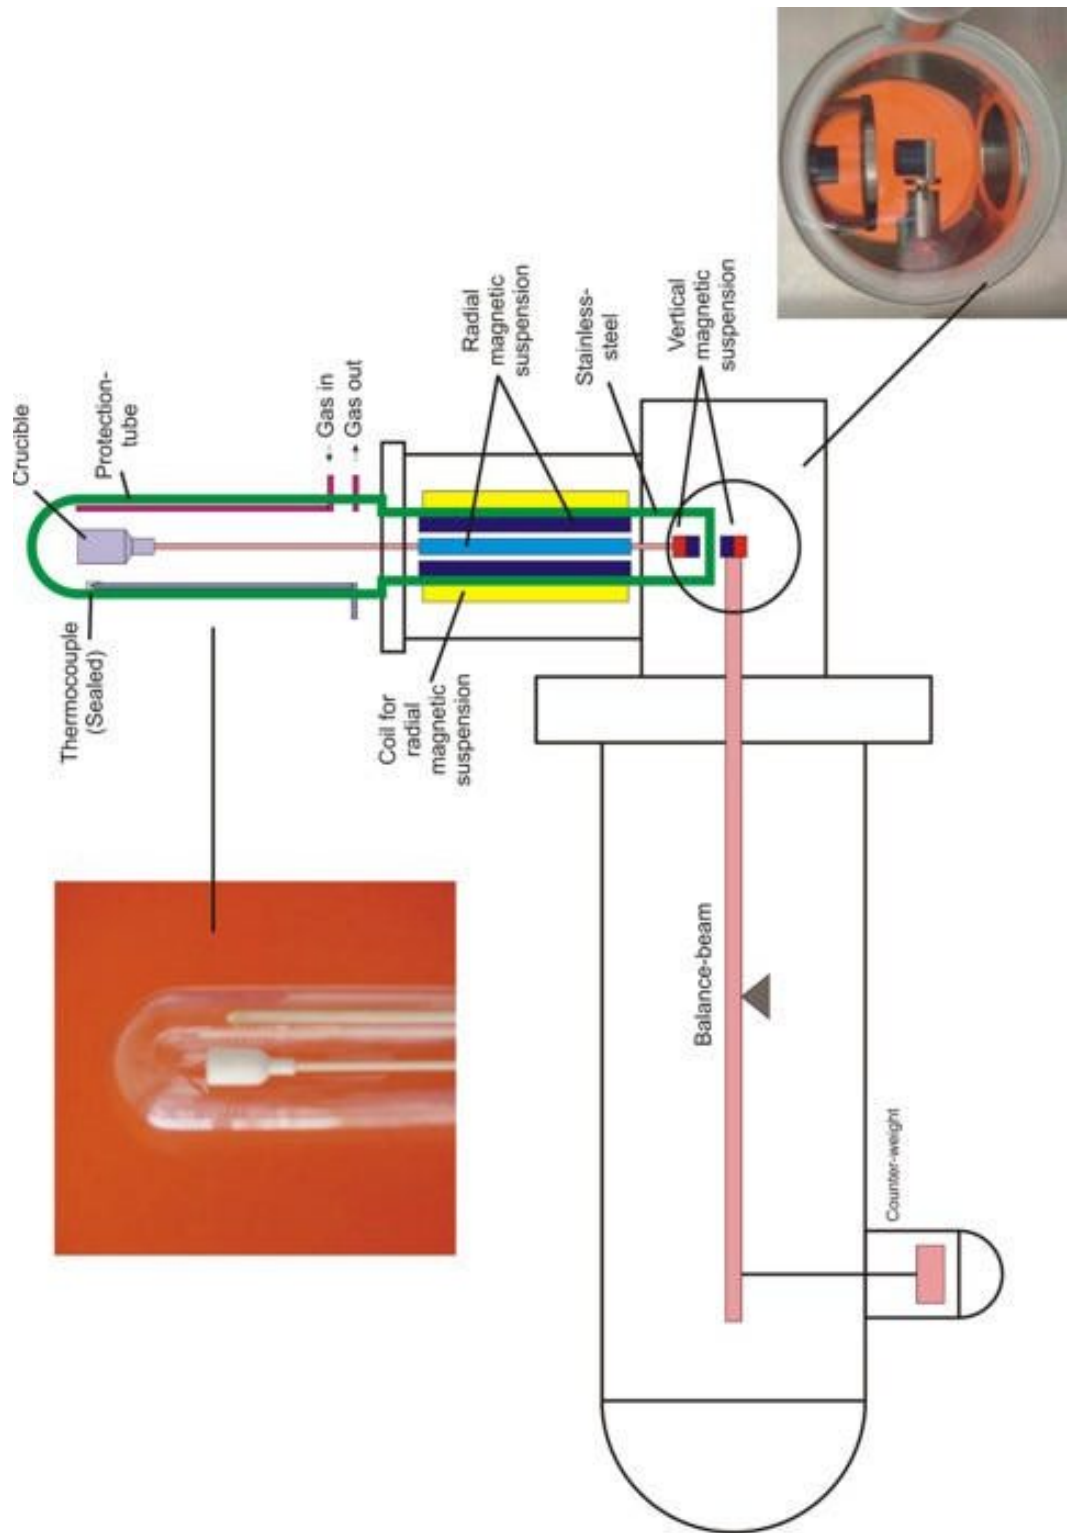 Crucible
Protection-
tube
← Gas in
→ Gas out
Thermocouple
(Sealed)
Radial
magnetic
suspension
Stainless-
steel
Vertical
magnetic
suspension
Coil for
radial
magnetic
suspension
Balance-beam
Counter-weight